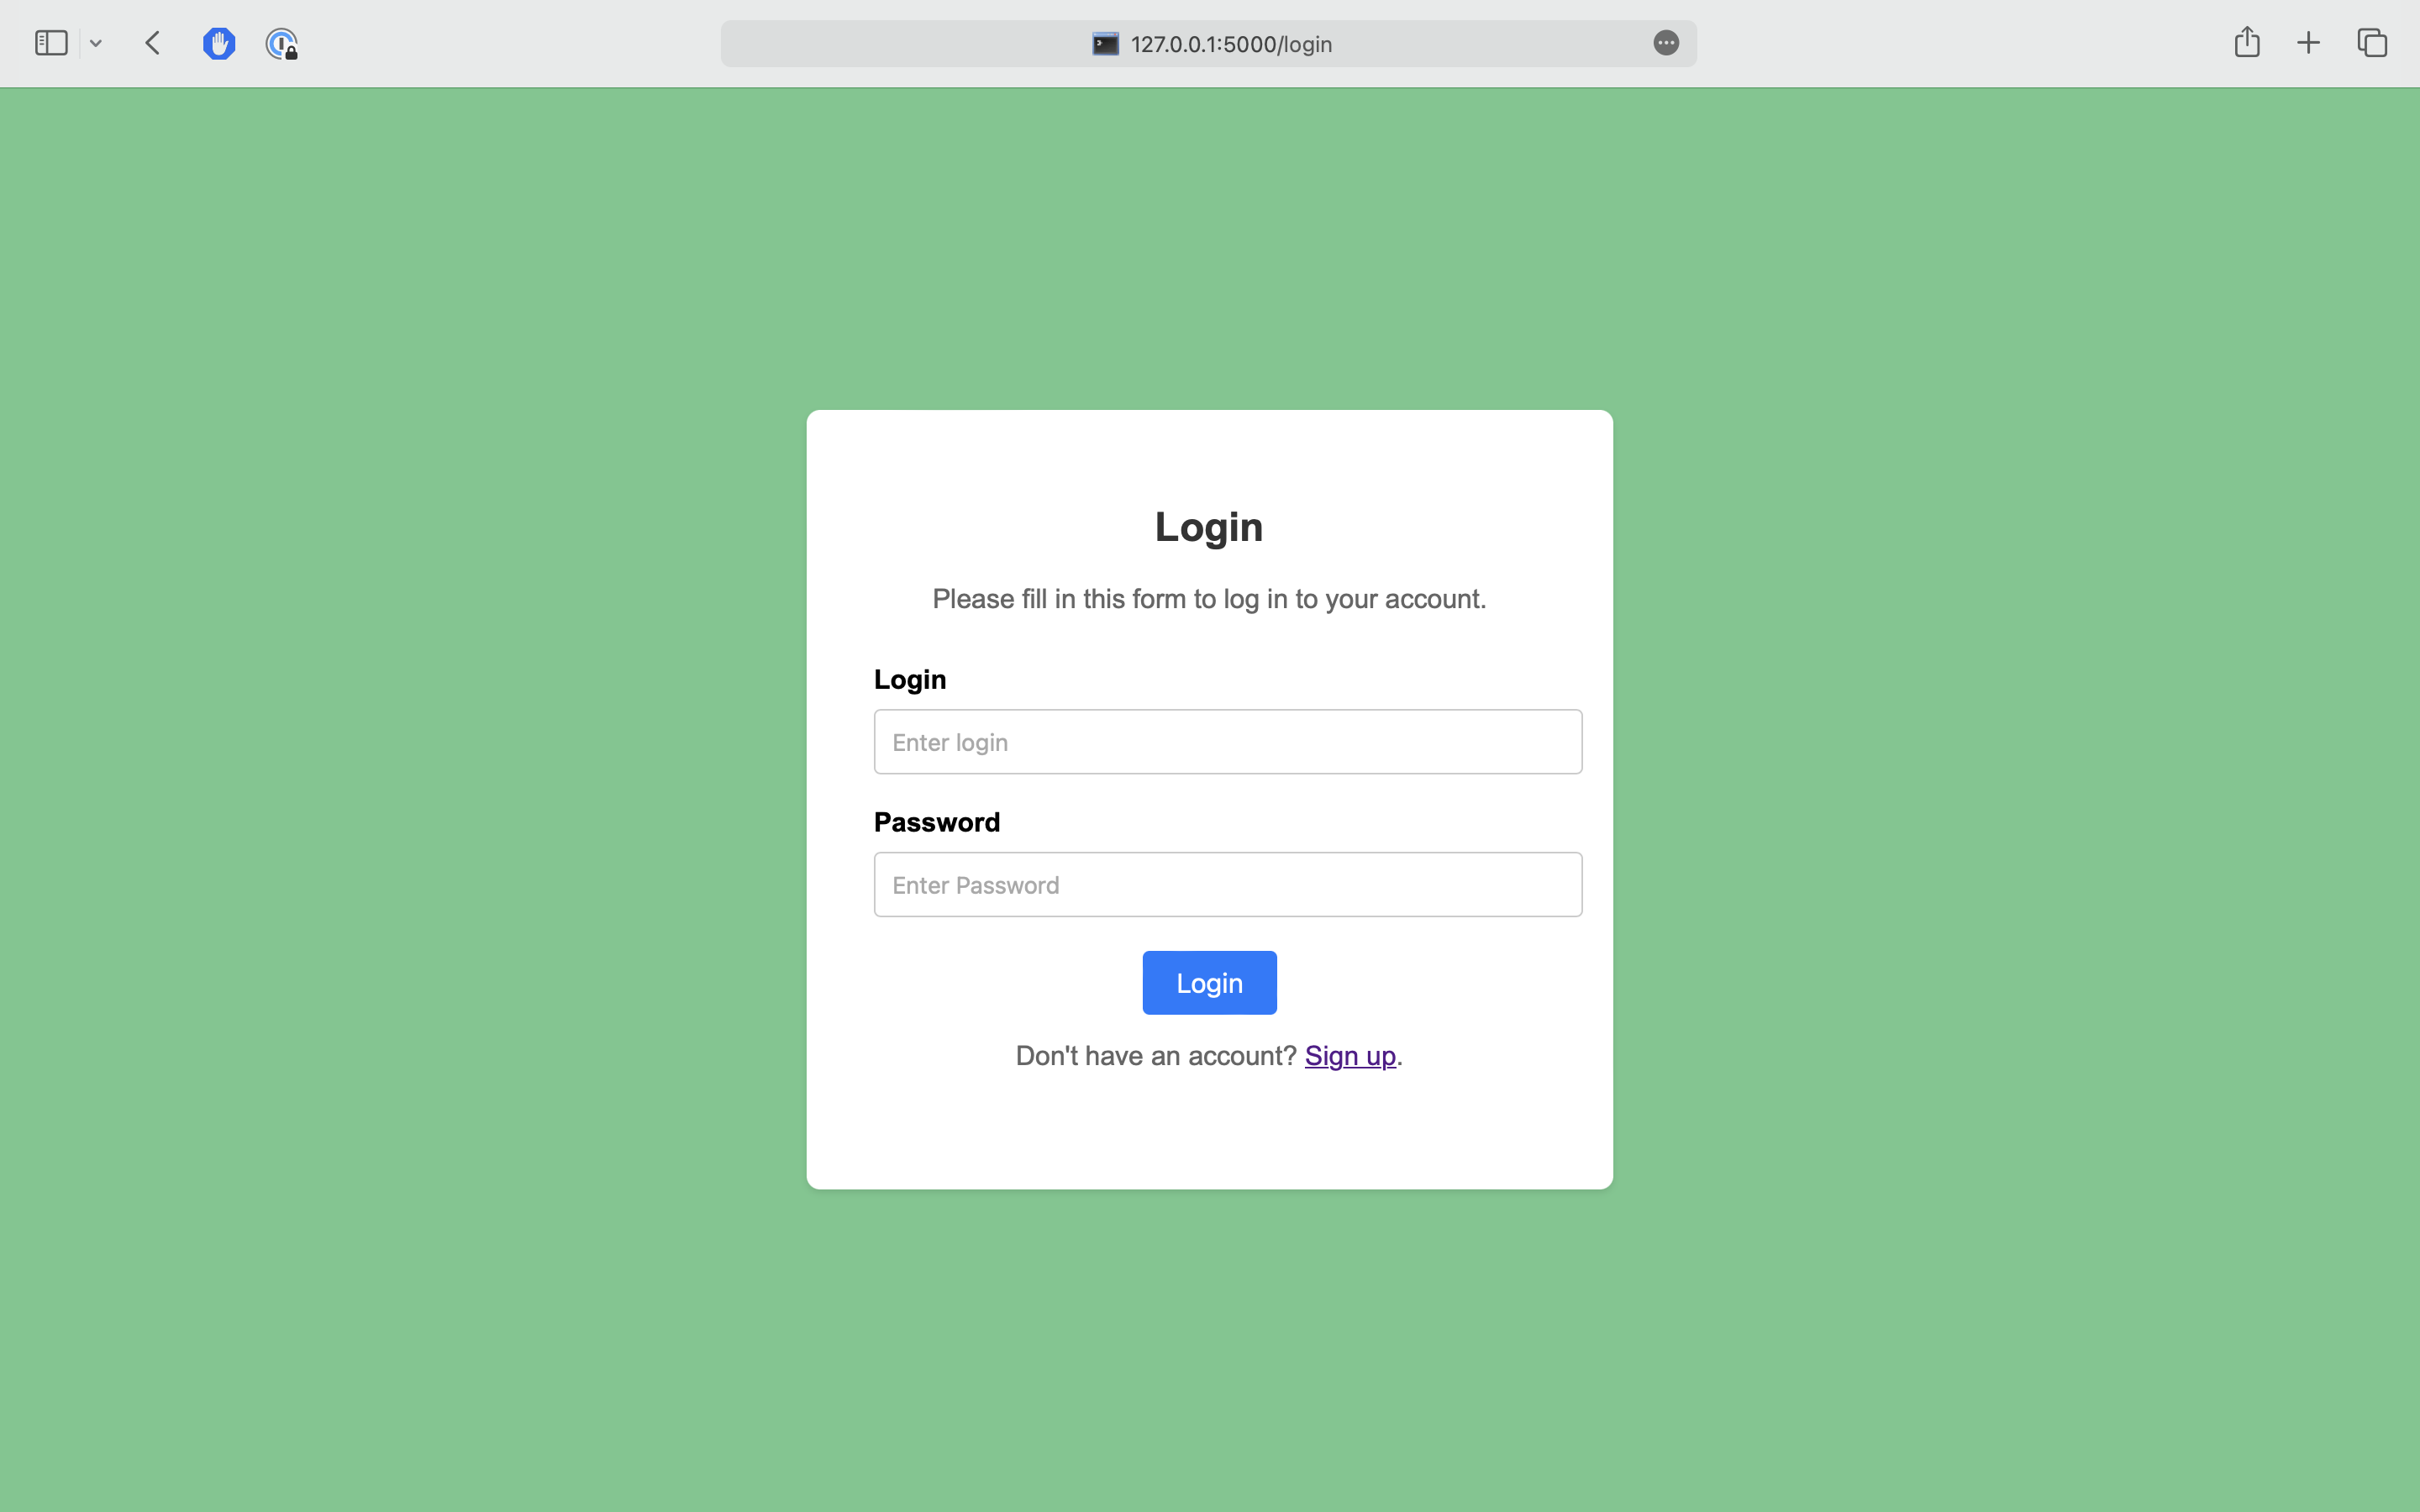 127.0.0.1:5000/login
Login
Please fill in this form to log in to your account.
Login
Enter login
Password
Enter Password
Login
Don't have an account? Sign up.